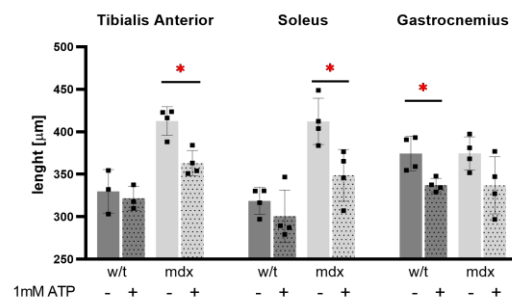 Tibialis Anterior Soleus Gastrocnemius
500
450
400
350
300
250
lenght [µm]
* * *
w/t mdx w/t mdx w/t mdx
1mM ATP - + - + - + - + - + - +